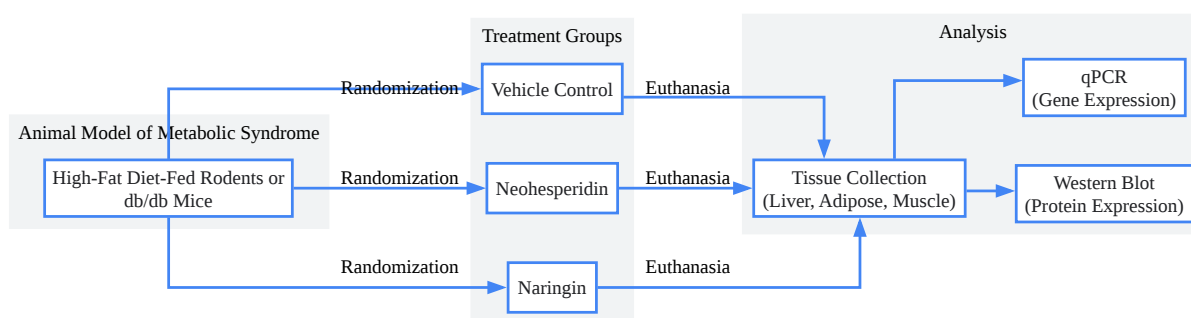 Animal Model of Metabolic Syndrome
High-Fat Diet-Fed Rodents or
db/db Mice
Randomization
Randomization
Randomization
Treatment Groups
Vehicle Control
Neohesperidin
Naringin
Euthanasia
Euthanasia
Euthanasia
Analysis
Tissue Collection
(Liver, Adipose, Muscle)
qPCR
(Gene Expression)
Western Blot
(Protein Expression)